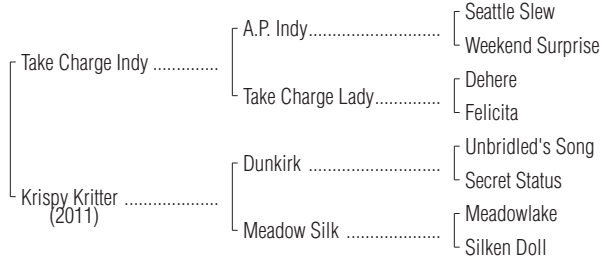 Seattle Slew
A.P. Indy..............................
Weekend Surprise
Take Charge Indy ..............
Dehere
Take Charge Lady..............
Felicita
Unbridled's Song
Dunkirk ............................
Secret Status
Krispy Kritter ....................
(2011)
Meadowlake
Meadow Silk ....................
Silken Doll